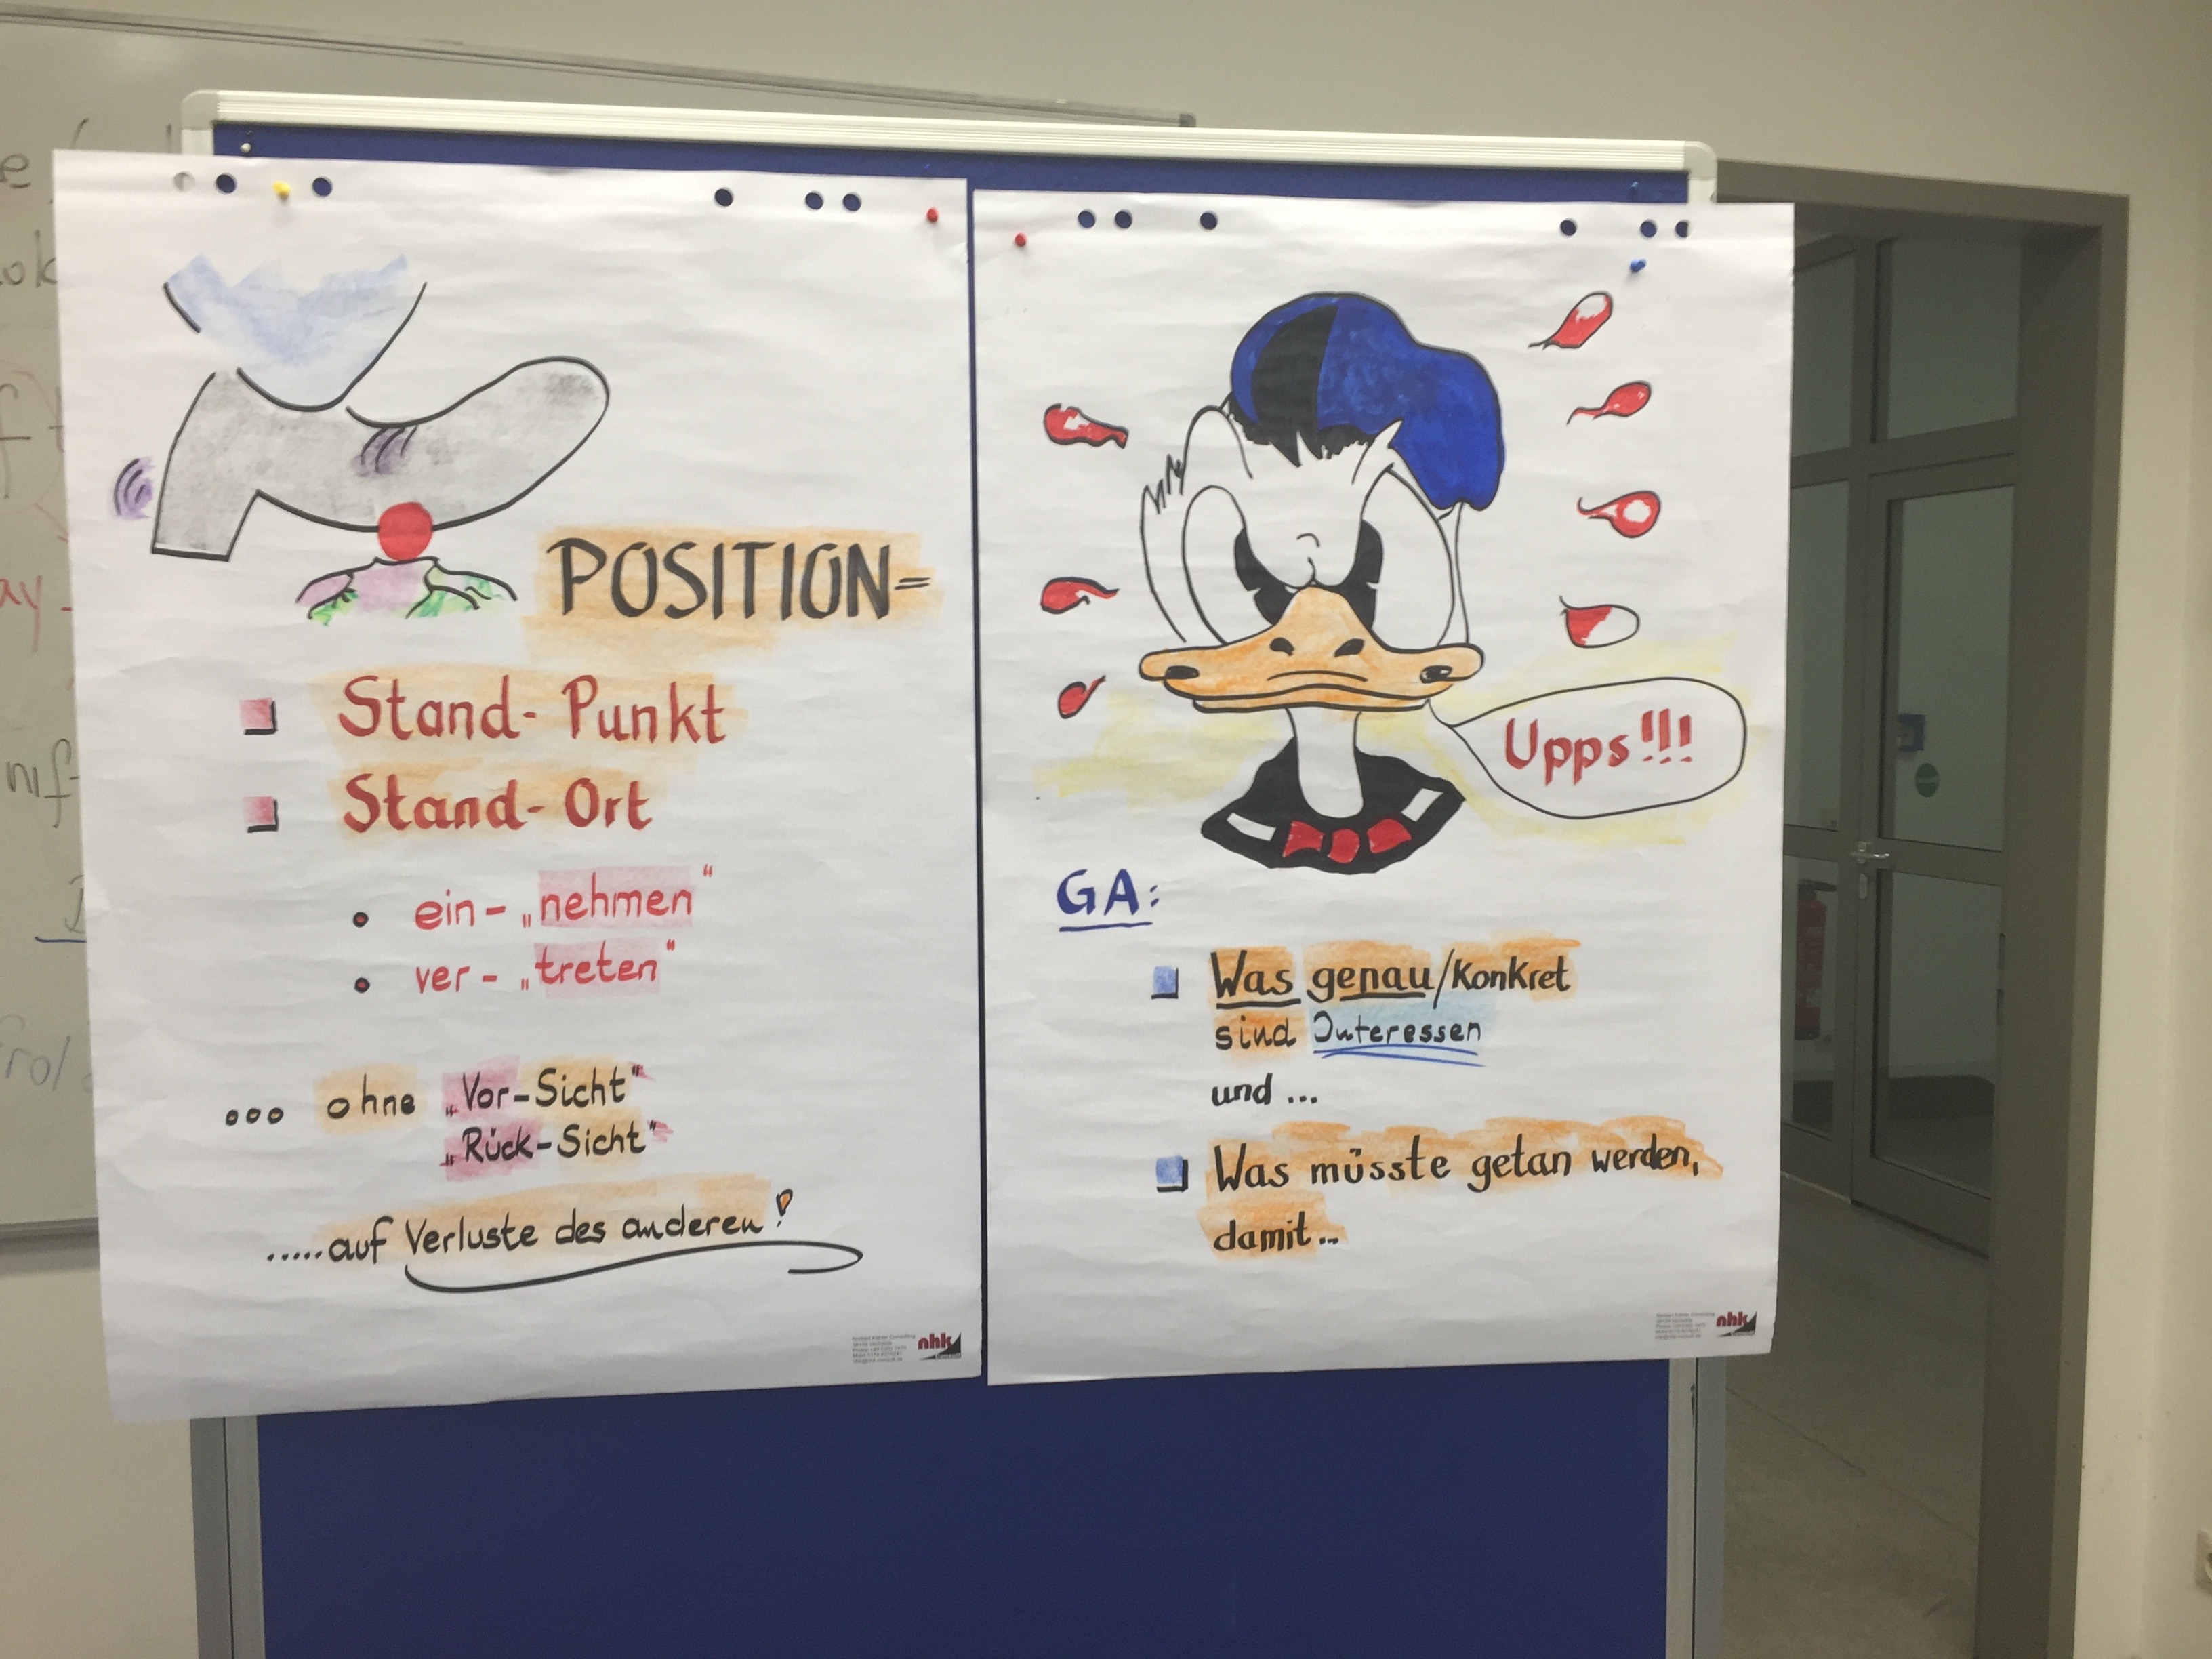 POSITION=
Stand-Punkt
Stand-Ort
ein-„nehmen“
ver-„treten“
... ohne „Vor-Sicht“
„Rück-Sicht“
.....auf Verluste des anderen!
nhk
Upps!!!
GA:
Was genau/Konkret
sind Interessen
und ...
Was müsste getan werden,
damit...
nhk